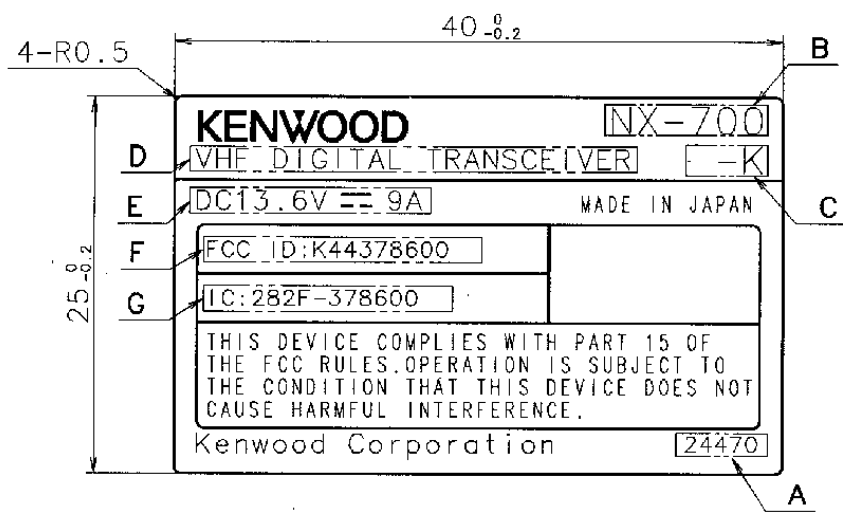 40 0 -0.2
4-R0.5
B
KENWOOD
NX-700
D
VHF DIGITAL TRANSCEIVER
-K
E
DC13.6V ⎓ 9A
MADE IN JAPAN
C
F
FCC ID:K44378600
25 0 -0.2
G
IC:282F-378600
THIS DEVICE COMPLIES WITH PART 15 OF
THE FCC RULES.OPERATION IS SUBJECT TO
THE CONDITION THAT THIS DEVICE DOES NOT
CAUSE HARMFUL INTERFERENCE.
Kenwood Corporation
24470
A